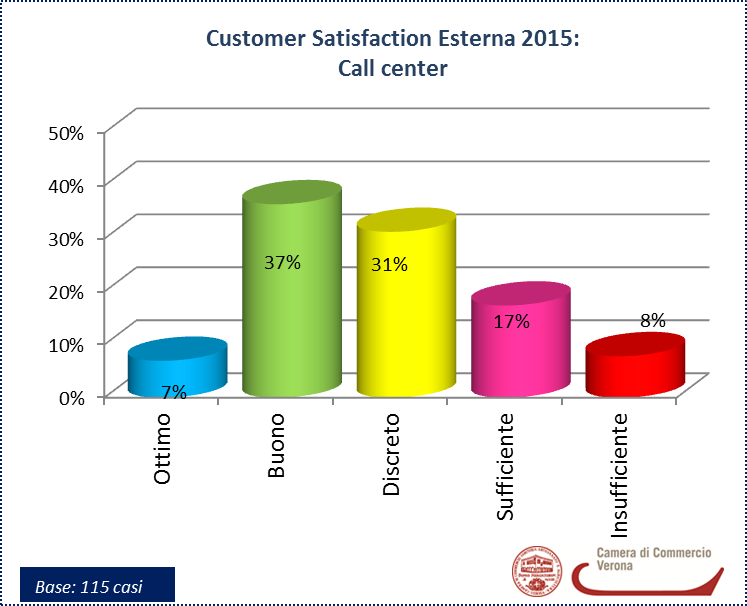 Customer Satisfaction Esterna 2015:
Call center
50%
40%
30%
20%
10%
0%
7%
37%
31%
17%
8%
Ottimo
Buono
Discreto
Sufficiente
Insufficiente
Base: 115 casi
Camera di Commercio
Verona